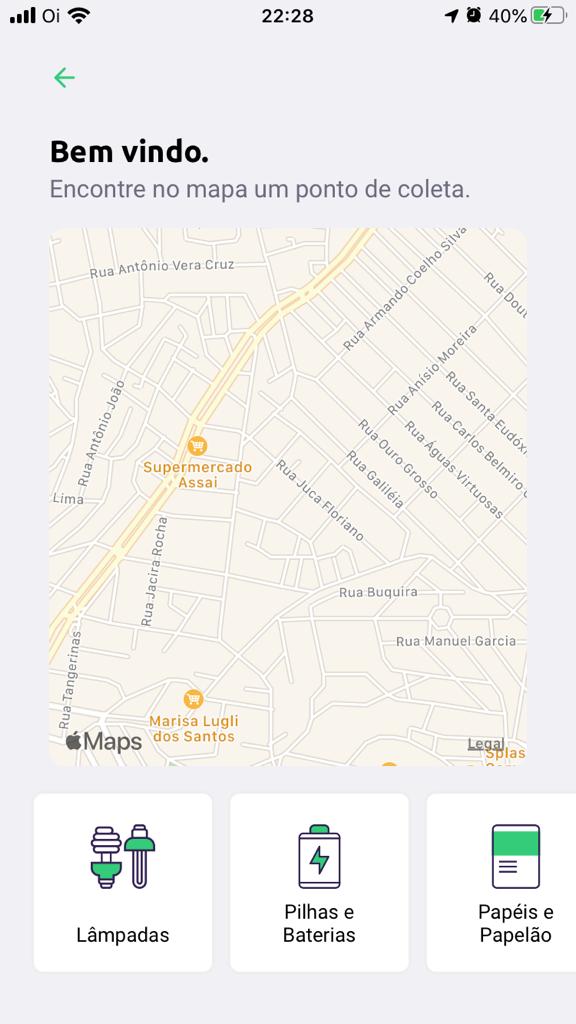 Oi 22:28 40%
Bem vindo.
Encontre no mapa um ponto de coleta.
Rua Antônio Vera Cruz
Rua Armando Coelho Silva
Rua Dout
Rua Anísio Moreira
Rua Antônio João
Rua Santa Eudóxi
Rua Carlos Belmiro C
Rua Águas Virtuosas
Rua Ouro Grosso
Supermercado
Assai
Rua Juca Floriano
Rua Galiléia
Lima
Rua Jacira Rocha
Rua Buquira
Rua Manuel Garcia
Rua Tangerinas
Marisa Lugli
dos Santos
Maps
Legal
Splas
Lâmpadas
Pilhas e
Baterias
Papéis e
Papelão